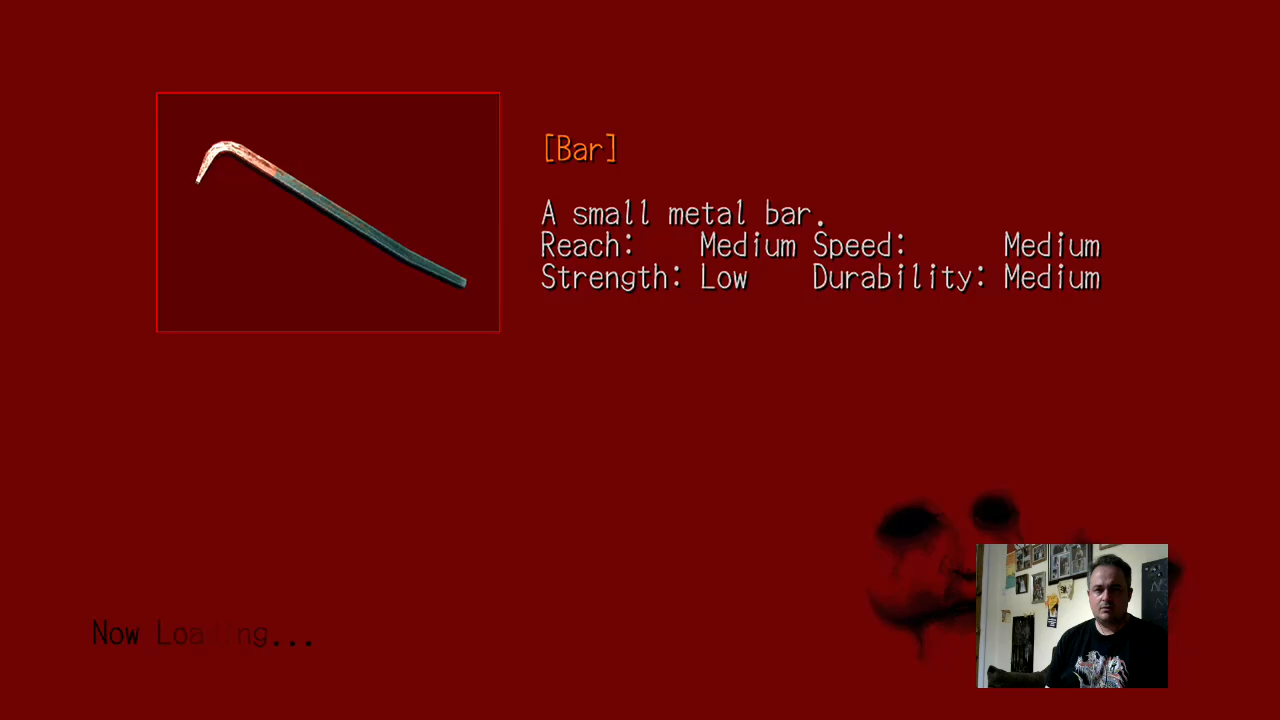 [Bar]
A small metal bar.
Reach: Medium Speed: Medium
Strength: Low Durability: Medium
Now Loading...